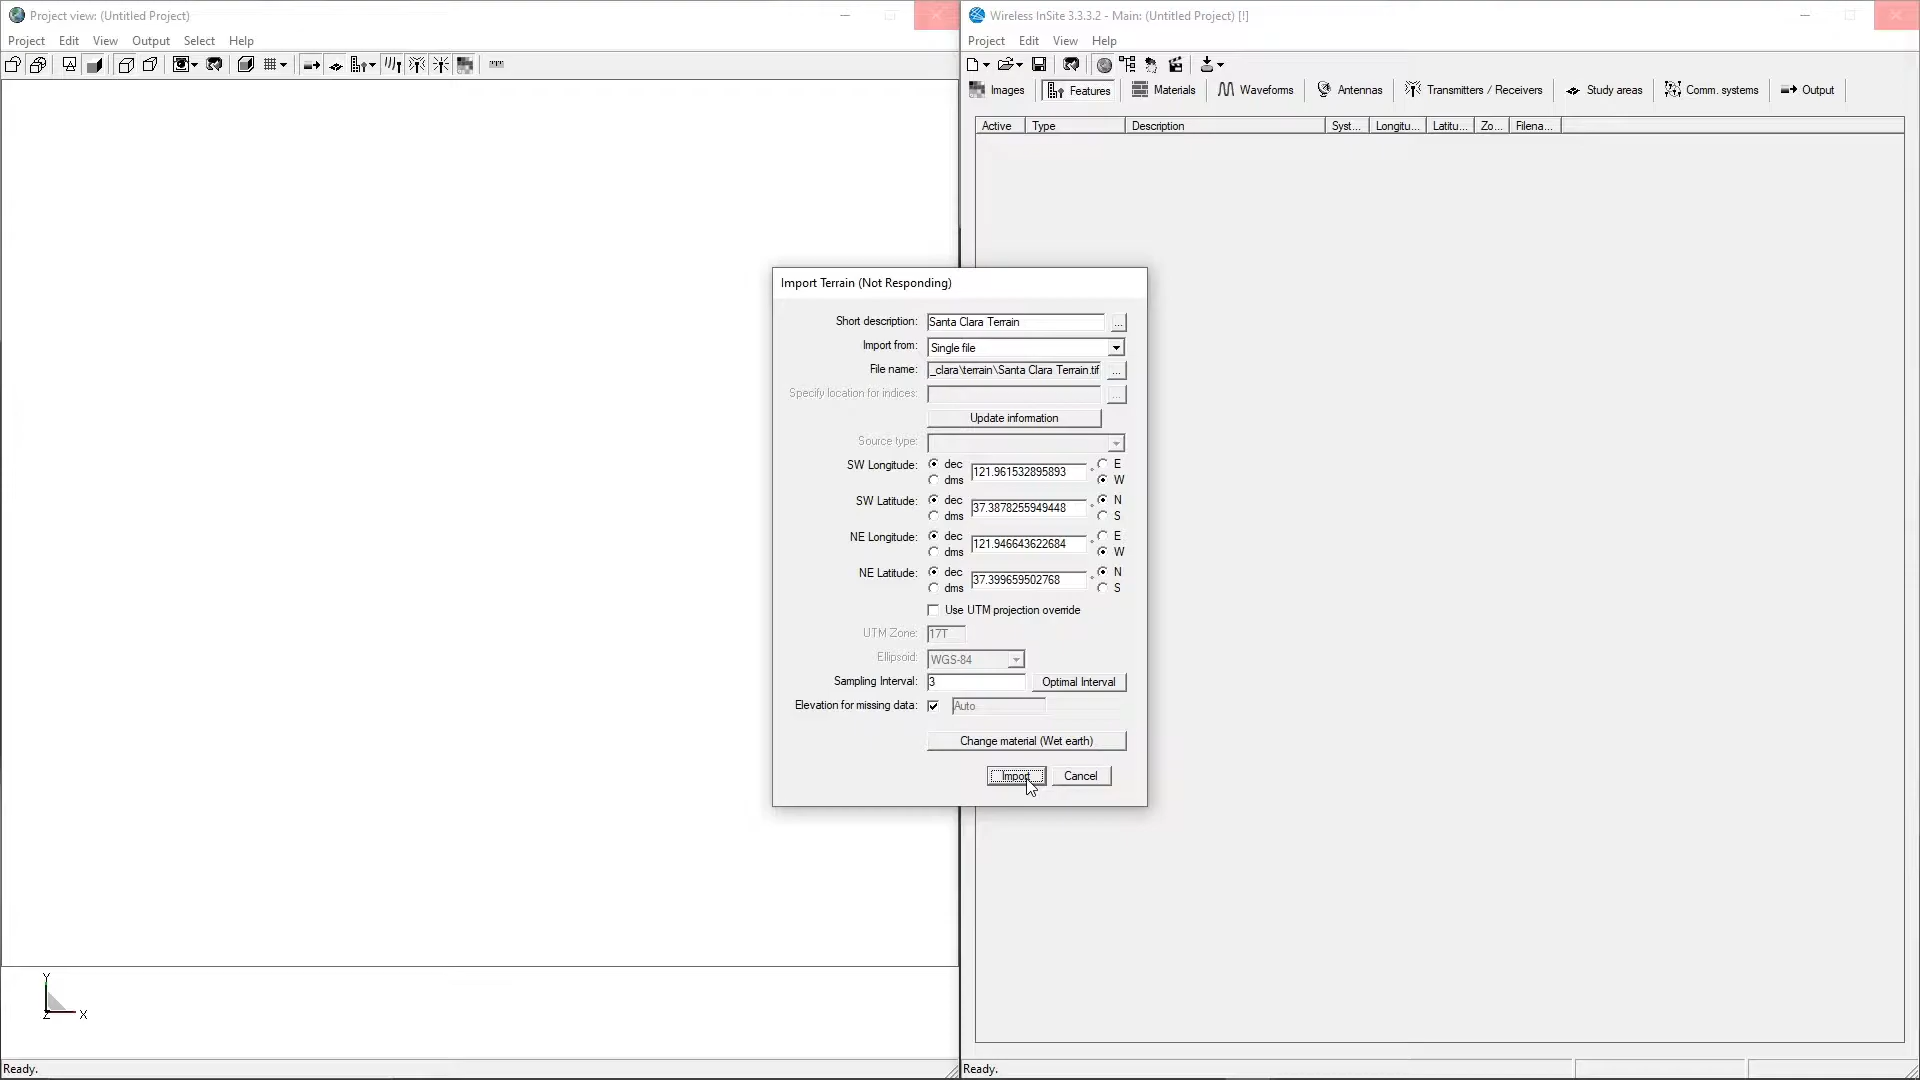 Project view: (Untitled Project)
Project Edit View Output Select Help
Wireless InSite 3.3.3.2 - Main: (Untitled Project) [!]
Project Edit View Help
Images Features Materials Waveforms Antennas Transmitters / Receivers Study areas Comm. systems Output
Active Type Description Syst... Longitu... Latitu... Zo... Filena...
Import Terrain (Not Responding)
Short description: Santa Clara Terrain ...
Import from: Single file
File name: _clara\terrain\Santa Clara Terrain.tif ...
Specify location for indices: ...
Update information
Source type:
SW Longitude: dec 121.961532895893 ° E
dms W
SW Latitude: dec 37.3878255949448 ° N
dms S
NE Longitude: dec 121.946643622684 ° E
dms W
NE Latitude: dec 37.399659502768 ° N
dms S
Use UTM projection override
UTM Zone: 17T
Ellipsoid: WGS-84
Sampling Interval: 3 Optimal Interval
Elevation for missing data: Auto
Change material (Wet earth)
Import Cancel
Y
Z X
Ready.
Ready.